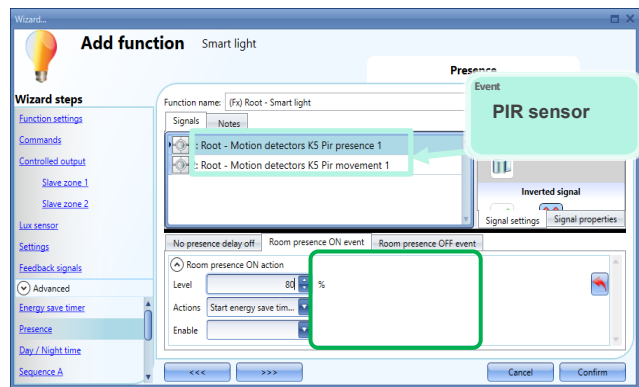 Wizard...
Add function Smart light
Presence
Event
PIR sensor
Wizard steps
Function settings
Commands
Controlled output
Slave zone 1
Slave zone 2
Lux sensor
Settings
Feedback signals
Advanced
Energy save timer
Presence
Day / Night time
Sequence A
Function name: (Fx) Root - Smart light
Signals Notes
: Root - Motion detectors K5 Pir presence 1
: Root - Motion detectors K5 Pir movement 1
Inverted signal
Signal settings Signal properties
No presence delay off Room presence ON event Room presence OFF event
Room presence ON action
Level 80 %
Actions Start energy save tim...
Enable
<<< >>> Cancel Confirm